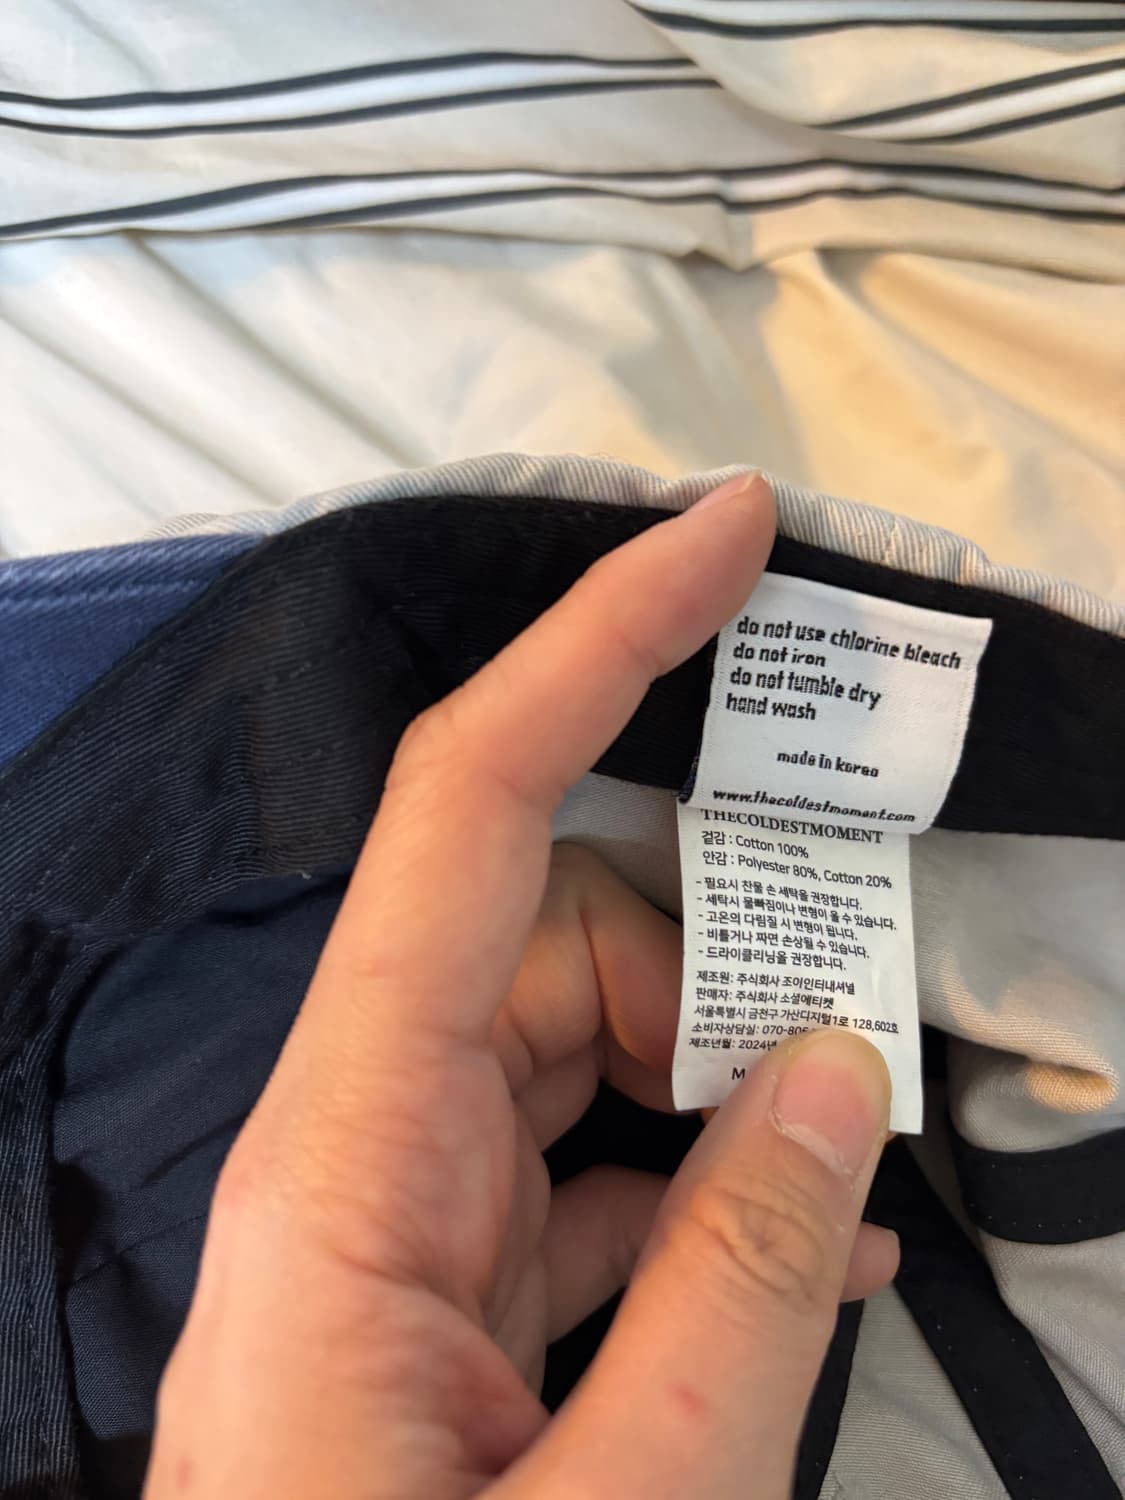 do not use chlorine bleach
do not iron
do not tumble dry
hand wash
made in korea
www.thecoldestmoment.com
THECOLDESTMOMENT
겉감 : Cotton 100%
안감 : Polyester 80%, Cotton 20%
- 필요시 찬물 손 세탁을 권장합니다.
- 세탁시 물빠짐이나 변형이 올 수 있습니다.
- 고온의 다림질 시 변형이 됩니다.
- 비틀거나 짜면 손상될 수 있습니다.
- 드라이클리닝을 권장합니다.
제조원: 주식회사 조이인터내셔널
판매자: 주식회사 소셜에티켓
서울특별시 금천구 가산디지털1로 128,602호
소비자상담실: 070-805
제조년월: 2024년
M